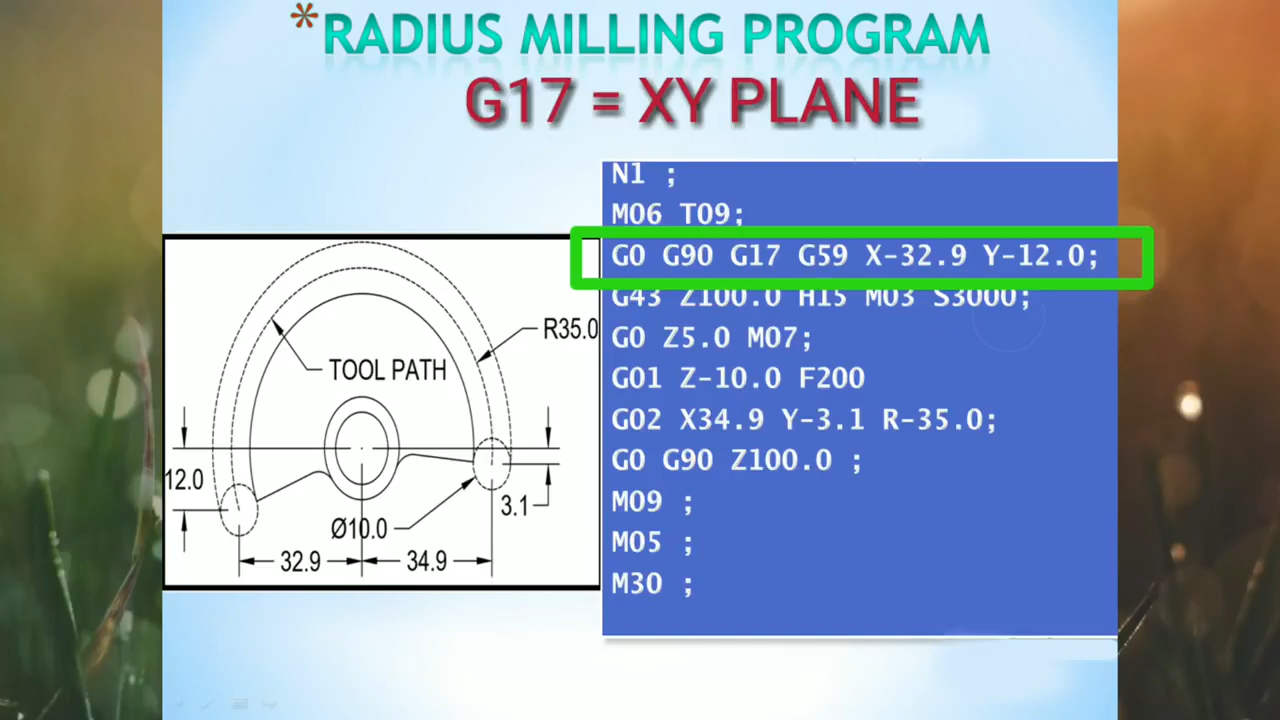 *RADIUS MILLING PROGRAM
G17 = XY PLANE
N1 ;
M06 T09;
G0 G90 G17 G59 X-32.9 Y-12.0;
G43 Z100.0 H15 M03 S3000;
G0 Z5.0 M07;
G01 Z-10.0 F200
G02 X34.9 Y-3.1 R-35.0;
G0 G90 Z100.0 ;
M09 ;
M05 ;
M30 ;
R35.0
TOOL PATH
12.0
3.1
Ø10.0
32.9
34.9